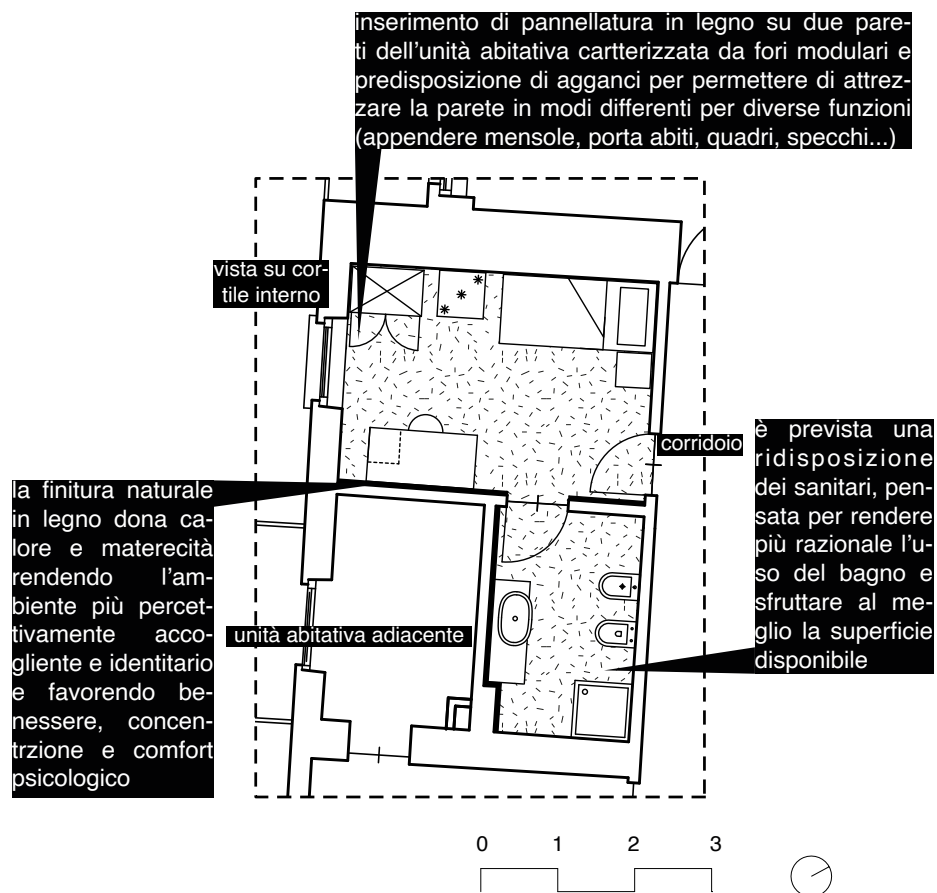 inserimento di pannellatura in legno su due pare-
ti dell'unità abitativa cartterizzata da fori modulari e
predisposizione di agganci per permettere di attrez-
zare la parete in modi differenti per diverse funzioni
(appendere mensole, porta abiti, quadri, specchi...)
vista su cor-
tile interno
corridoio
è prevista una
ridisposizione
dei sanitari, pen-
sata per rendere
più razionale l'u-
so del bagno e
sfruttare al me-
glio la superficie
disponibile
la finitura naturale
in legno dona ca-
lore e materecità
rendendo l'am-
biente più percet-
tivamente acco-
gliente e identitario
e favorendo be-
nessere, concen-
trzione e comfort
psicologico
unità abitativa adiacente
0 1 2 3